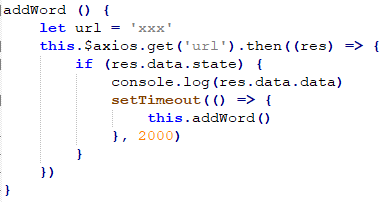 addWord () {
    let url = 'xxx'
    this.$axios.get('url').then((res) => {
        if (res.data.state) {
            console.log(res.data.data)
            setTimeout(() => {
                this.addWord()
            }, 2000)
        }
    })
}